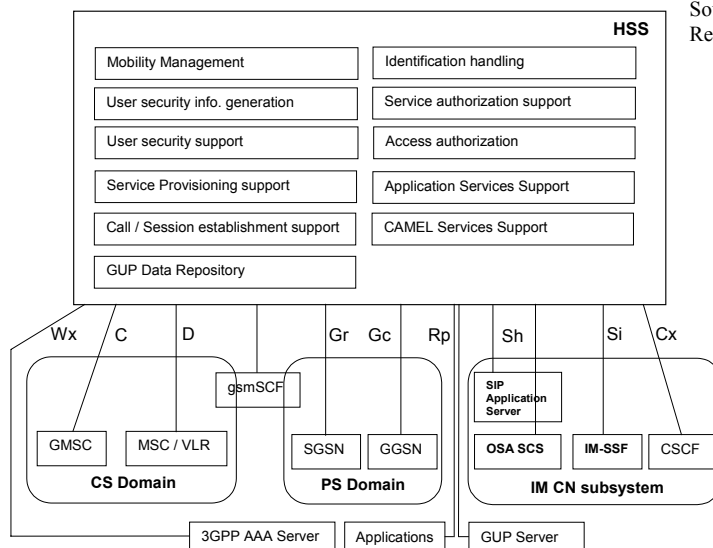 HSS
Mobility Management
Identification handling
User security info. generation
Service authorization support
User security support
Access authorization
Service Provisioning support
Application Services Support
Call / Session establishment support
CAMEL Services Support
GUP Data Repository
Wx
C
D
Gr
Gc
Rp
Sh
Si
Cx
gsmSCF
SIP
Application
Server
GMSC
MSC / VLR
SGSN
GGSN
OSA SCS
IM-SSF
CSCF
CS Domain
PS Domain
IM CN subsystem
3GPP AAA Server
Applications
GUP Server